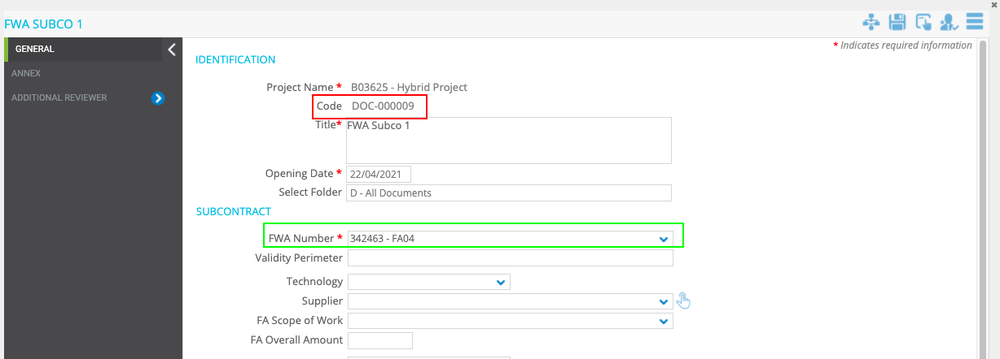 FWA SUBCO 1
* Indicates required information
GENERAL
ANNEX
ADDITIONAL REVIEWER
IDENTIFICATION
Project Name * B03625 - Hybrid Project
Code DOC-000009
Title* FWA Subco 1
Opening Date * 22/04/2021
Select Folder D - All Documents
SUBCONTRACT
FWA Number * 342463 - FA04
Validity Perimeter
Technology
Supplier
FA Scope of Work
FA Overall Amount